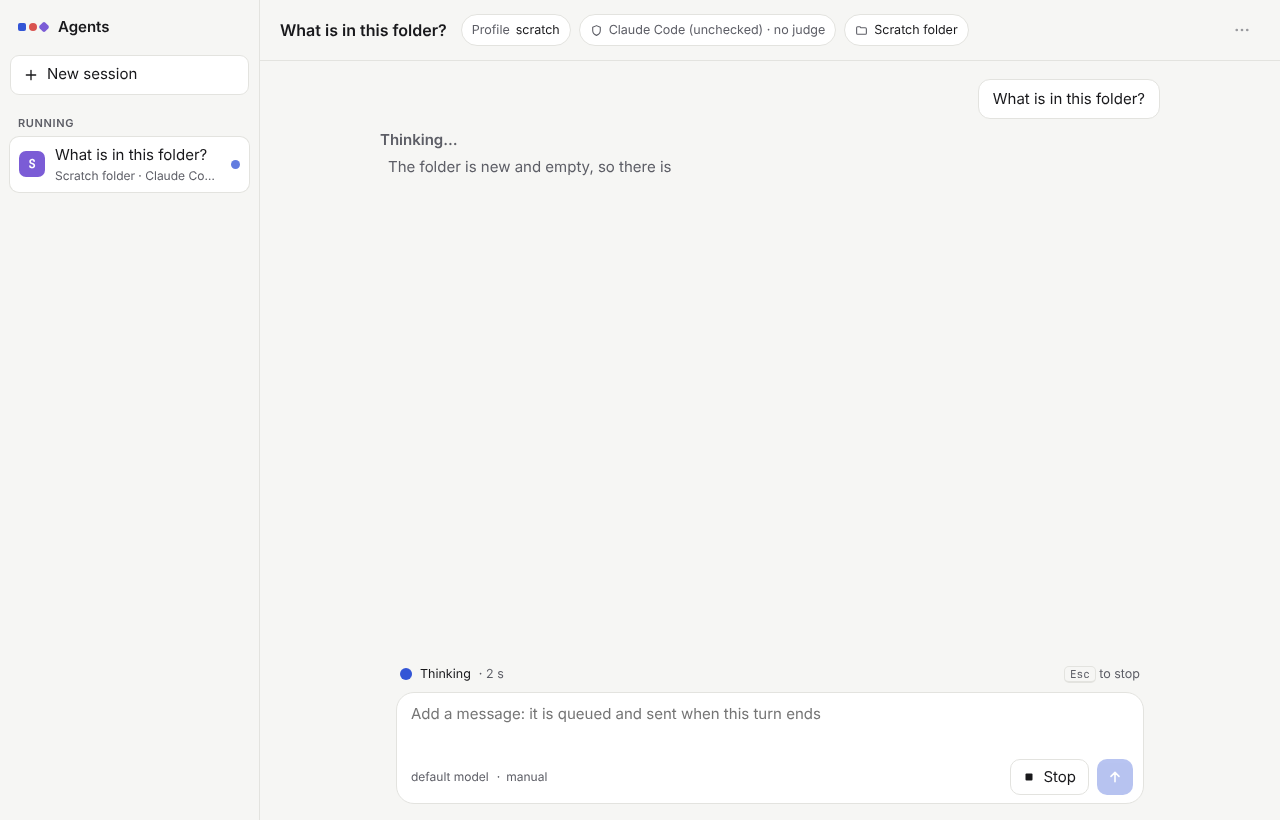 Agents
New session
RUNNING
S
What is in this folder?
Scratch folder · Claude Co...
What is in this folder?
Profile scratch
Claude Code (unchecked) · no judge
Scratch folder
What is in this folder?
Thinking...
The folder is new and empty, so there is
Thinking · 2 s
Esc to stop
Add a message: it is queued and sent when this turn ends
default model · manual
Stop